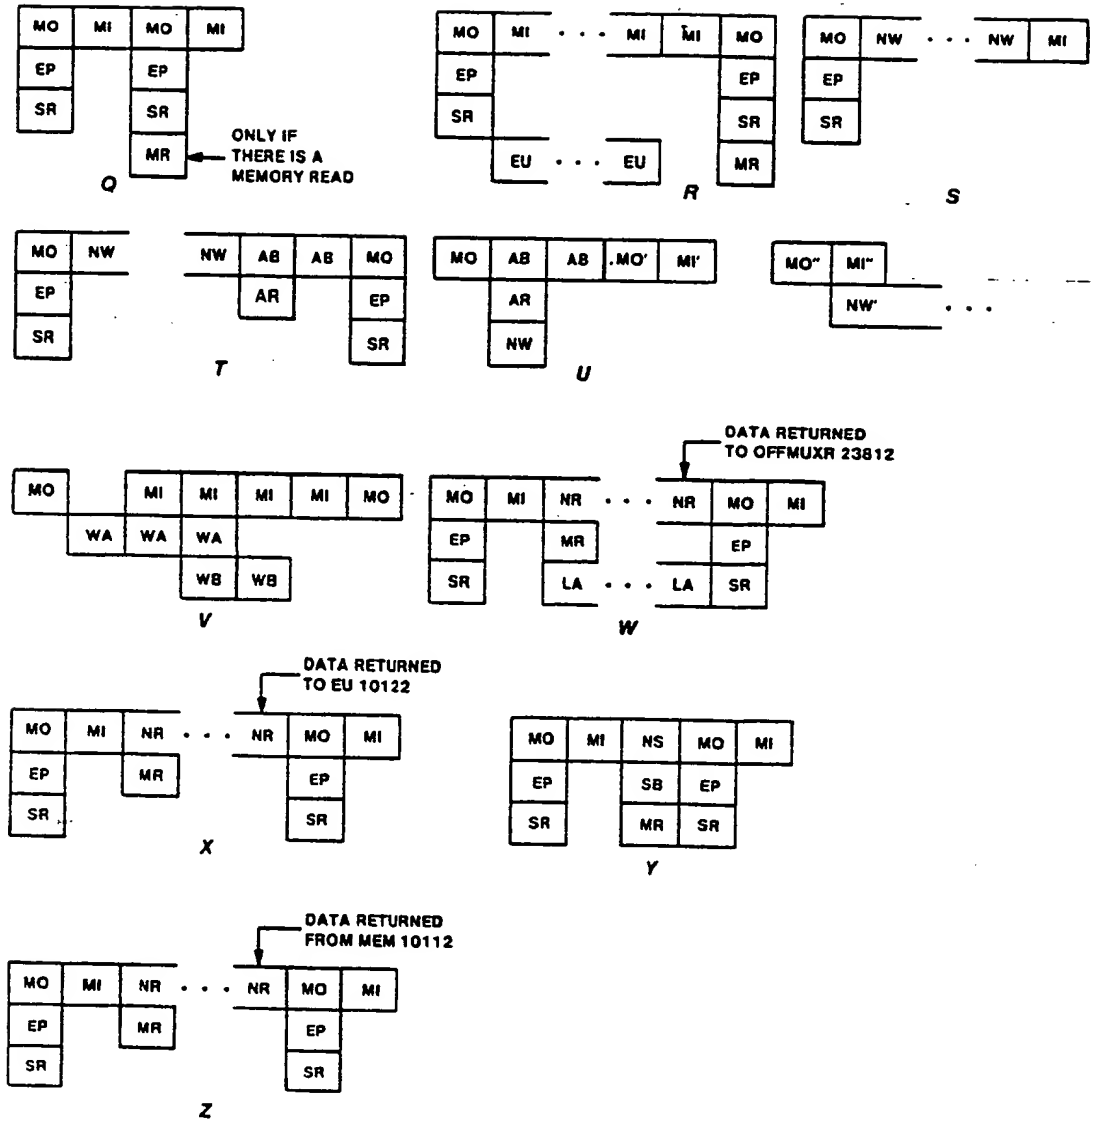 MO MI MO MI
EP EP
SR SR
MR
ONLY IF
THERE IS A
MEMORY READ
Q
MO MI . . . MI MI MO
EP EP
SR SR
EU . . . EU MR
R
MO NW . . . NW MI
EP
SR
S
MO NW NW AB AB MO
EP AR EP
SR SR
T
MO AB AB MO' MI'
AR
NW
U
MO" MI"
NW' . . .
MO MI MI MI MI MO
WA WA WA
WB WB
V
DATA RETURNED
TO OFFMUXR 23812
MO MI NR . . . NR MO MI
EP MR EP
SR LA . . . LA SR
W
DATA RETURNED
TO EU 10122
MO MI NR . . . NR MO MI
EP MR EP
SR SR
X
MO MI NS MO MI
EP SB EP
SR MR SR
Y
DATA RETURNED
FROM MEM 10112
MO MI NR . . . NR MO MI
EP MR EP
SR SR
Z